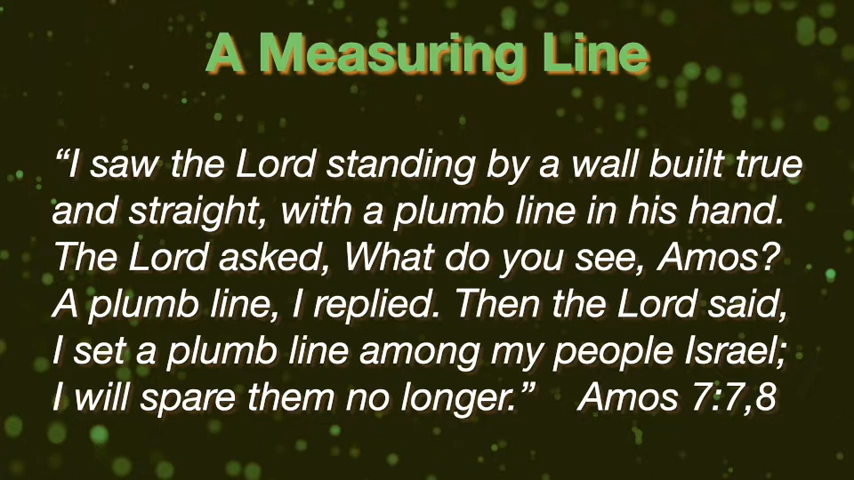 A Measuring Line
“I saw the Lord standing by a wall built true
and straight, with a plumb line in his hand.
The Lord asked, What do you see, Amos?
A plumb line, I replied. Then the Lord said,
I set a plumb line among my people Israel;
I will spare them no longer.” Amos 7:7,8